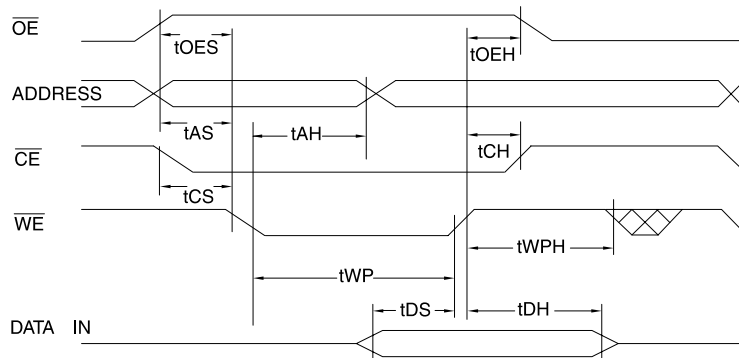 OE
tOES
tOEH
ADDRESS
tAS
tAH
CE
tCH
tCS
WE
tWPH
tWP
tDS
tDH
DATA IN